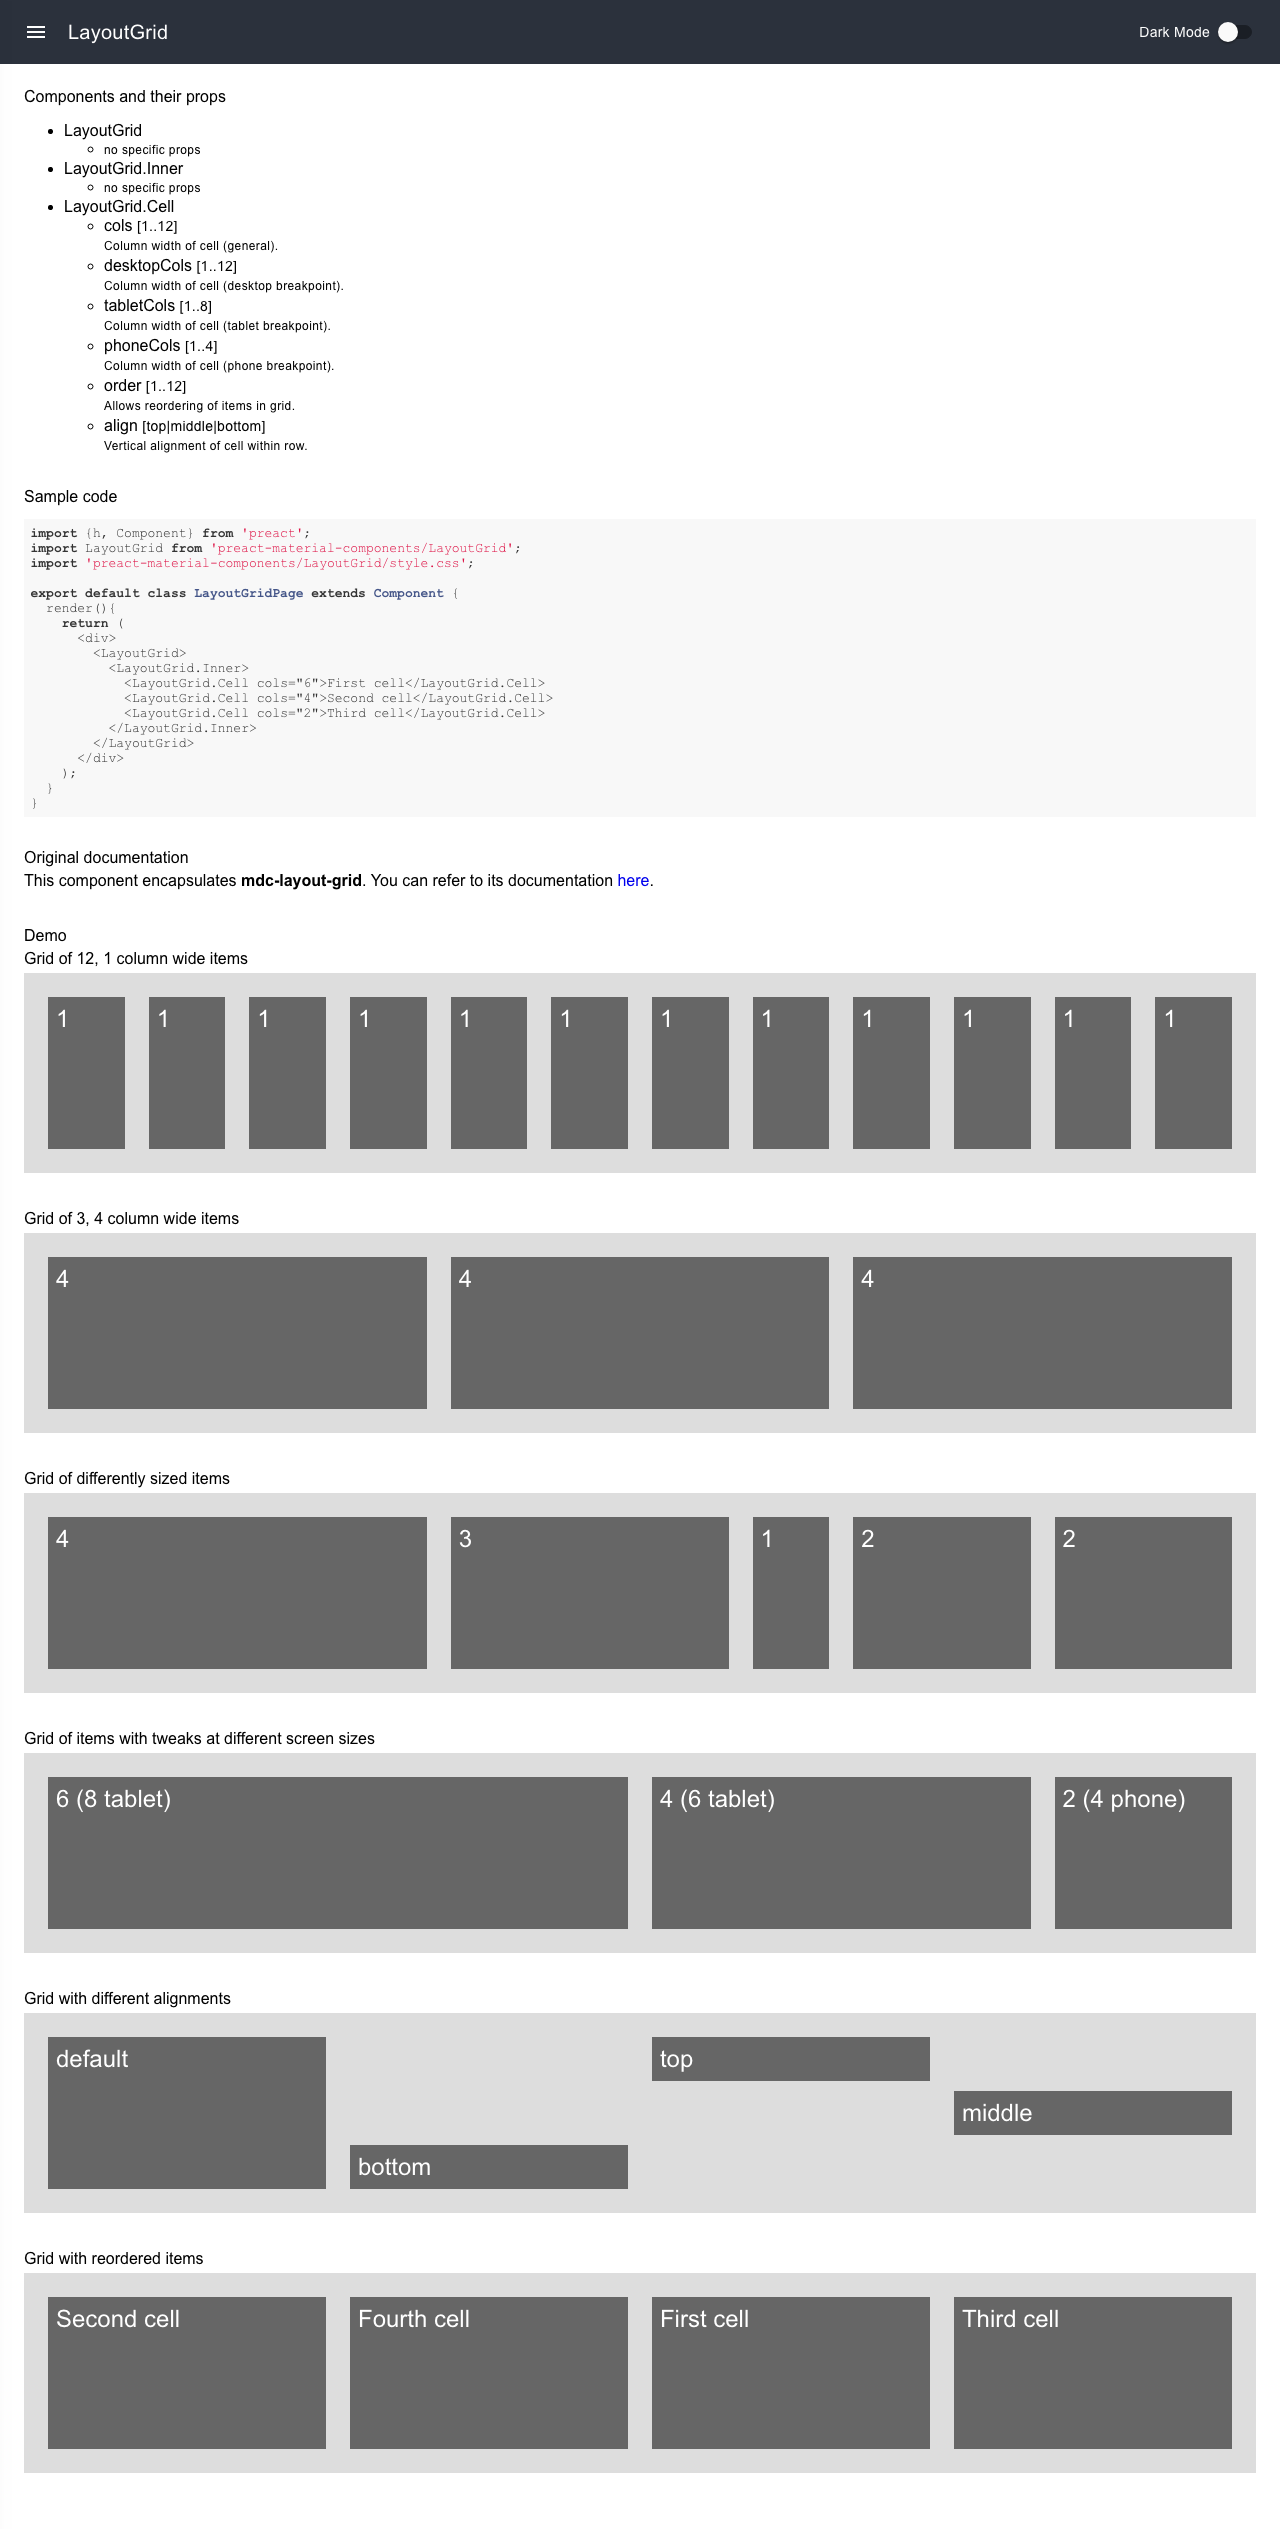 LayoutGrid
Dark Mode
Components and their props
LayoutGrid
no specific props
LayoutGrid.Inner
no specific props
LayoutGrid.Cell
cols [1..12]
Column width of cell (general).
desktopCols [1..12]
Column width of cell (desktop breakpoint).
tabletCols [1..8]
Column width of cell (tablet breakpoint).
phoneCols [1..4]
Column width of cell (phone breakpoint).
order [1..12]
Allows reordering of items in grid.
align [top|middle|bottom]
Vertical alignment of cell within row.
Sample code
import {h, Component} from 'preact';
import LayoutGrid from 'preact-material-components/LayoutGrid';
import 'preact-material-components/LayoutGrid/style.css';
export default class LayoutGridPage extends Component {
  render(){
    return (
      <div>
        <LayoutGrid>
          <LayoutGrid.Inner>
            <LayoutGrid.Cell cols="6">First cell</LayoutGrid.Cell>
            <LayoutGrid.Cell cols="4">Second cell</LayoutGrid.Cell>
            <LayoutGrid.Cell cols="2">Third cell</LayoutGrid.Cell>
          </LayoutGrid.Inner>
        </LayoutGrid>
      </div>
    );
  }
}
Original documentation
This component encapsulates mdc-layout-grid. You can refer to its documentation here.
Demo
Grid of 12, 1 column wide items
1 1 1 1 1 1 1 1 1 1 1 1
Grid of 3, 4 column wide items
4 4 4
Grid of differently sized items
4 3 1 2 2
Grid of items with tweaks at different screen sizes
6 (8 tablet) 4 (6 tablet) 2 (4 phone)
Grid with different alignments
default
bottom
top
middle
Grid with reordered items
Second cell Fourth cell First cell Third cell